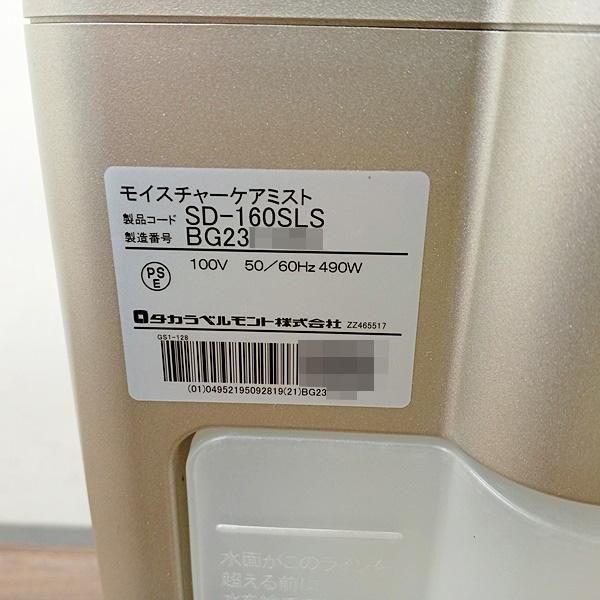 モイスチャーケアミスト
製品コード SD-160SLS
製造番号 BG23
PS
E
100V 50/60Hz 490W
タカラベルモント株式会社 ZZ465517
GS1-128
(01)04952195092819(21)BG23
水面がこのラインを
超える前に